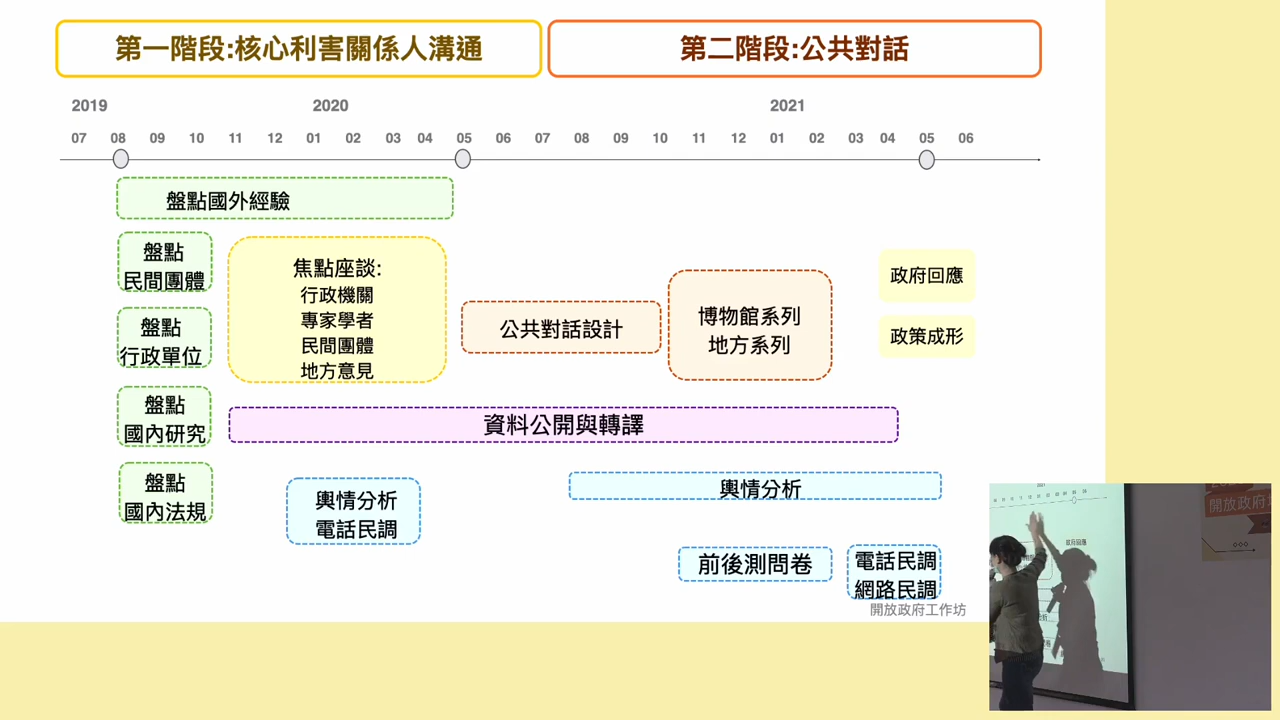 第一階段:核心利害關係人溝通
第二階段:公共對話
2019 2020 2021
07 08 09 10 11 12 01 02 03 04 05 06 07 08 09 10 11 12 01 02 03 04 05 06
盤點國外經驗
盤點
民間團體
盤點
行政單位
盤點
國內研究
盤點
國內法規
焦點座談:
行政機關
專家學者
民間團體
地方意見
公共對話設計
博物館系列
地方系列
政府回應
政策成形
資料公開與轉譯
輿情分析
電話民調
輿情分析
前後測問卷
電話民調
網路民調
開放政府工作坊
開放政府
政府回應